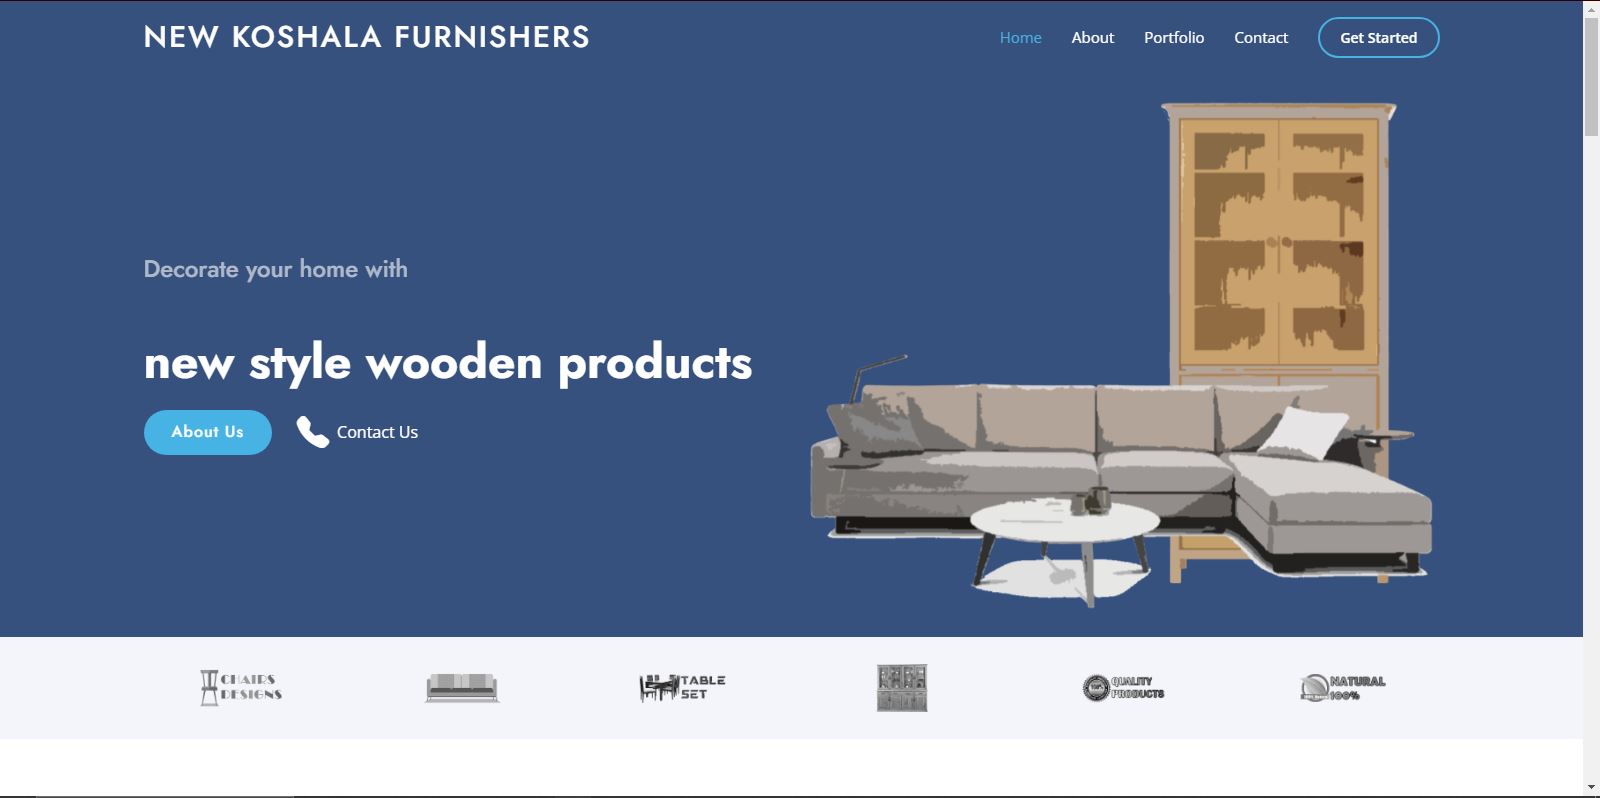 NEW KOSHALA FURNISHERS
Home About Portfolio Contact Get Started
Decorate your home with
new style wooden products
About Us Contact Us
CHAIRS
DESIGNS
TABLE
SET
100%
QUALITY
PRODUCTS
NATURAL
100%